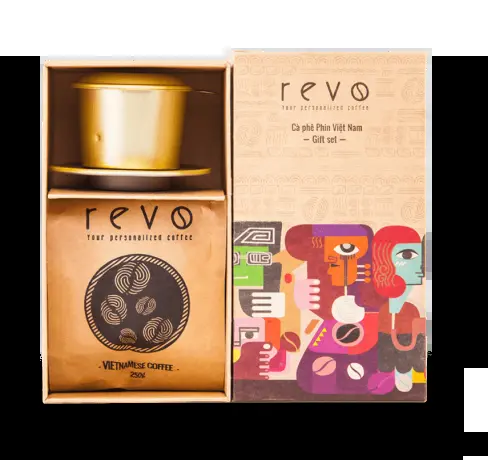 revo
Your personalized coffee
- VIETNAMESE COFFEE -
250g
revo
Your personalized coffee
Cà phê Phin Việt Nam
– Gift set –